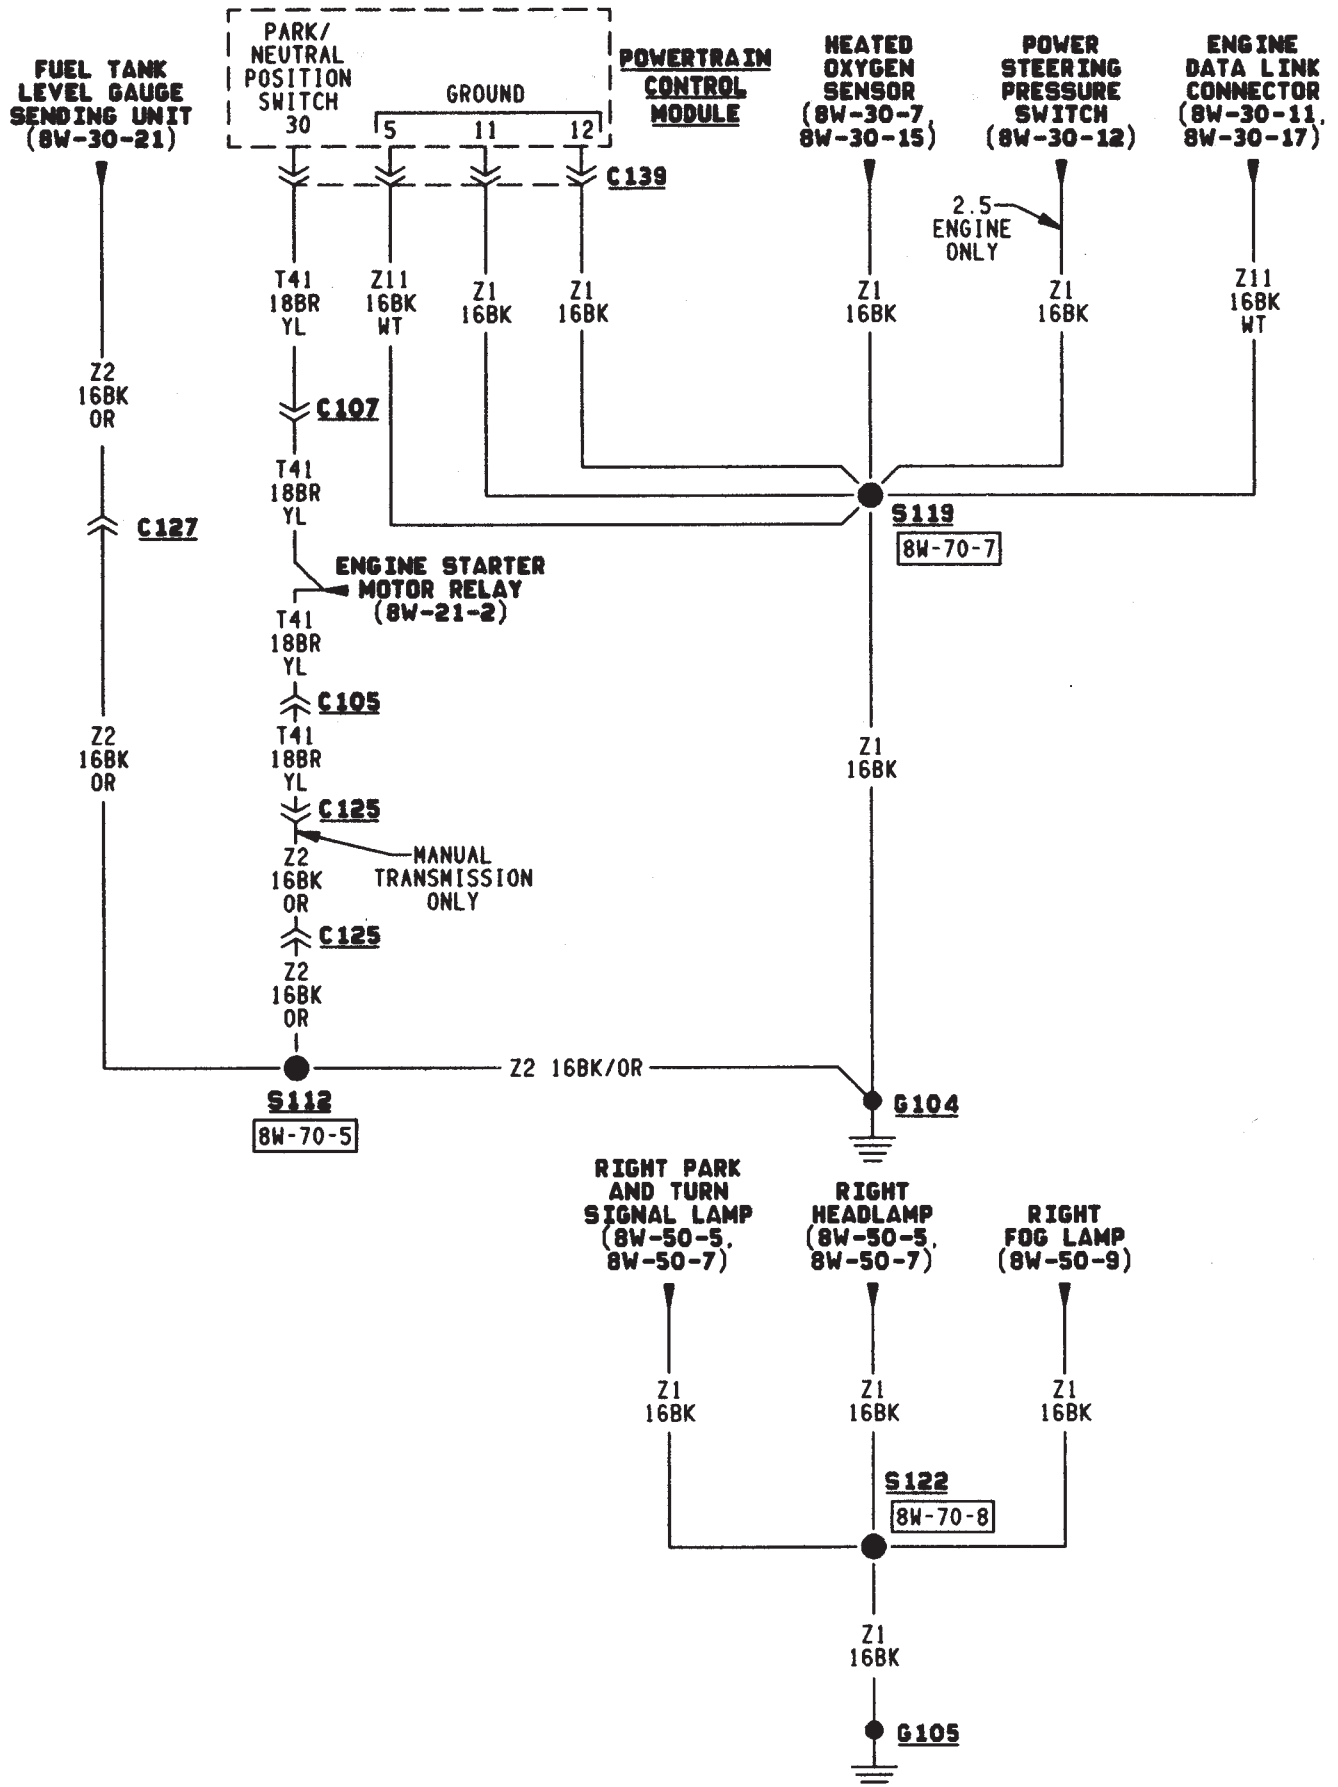 FUEL TANK
LEVEL GAUGE
SENDING UNIT
(8W-30-21)
PARK/
NEUTRAL
POSITION
SWITCH
30
GROUND
5
11
12
POWERTRAIN
CONTROL
MODULE
C139
HEATED
OXYGEN
SENSOR
(8W-30-7,
8W-30-15)
POWER
STEERING
PRESSURE
SWITCH
(8W-30-12)
ENGINE
DATA LINK
CONNECTOR
(8W-30-11,
8W-30-17)
2.5
ENGINE
ONLY
T41
18BR
YL
Z11
16BK
WT
Z1
16BK
Z1
16BK
Z1
16BK
Z1
16BK
Z11
16BK
WT
Z2
16BK
OR
C107
T41
18BR
YL
C127
S119
8W-70-7
ENGINE STARTER
MOTOR RELAY
(8W-21-2)
T41
18BR
YL
C105
Z2
16BK
OR
T41
18BR
YL
Z1
16BK
C125
MANUAL
TRANSMISSION
ONLY
Z2
16BK
OR
C125
Z2
16BK
OR
Z2 16BK/OR
S112
8W-70-5
G104
RIGHT PARK
AND TURN
SIGNAL LAMP
(8W-50-5,
8W-50-7)
RIGHT
HEADLAMP
(8W-50-5,
8W-50-7)
RIGHT
FOG LAMP
(8W-50-9)
Z1
16BK
Z1
16BK
Z1
16BK
S122
8W-70-8
Z1
16BK
G105